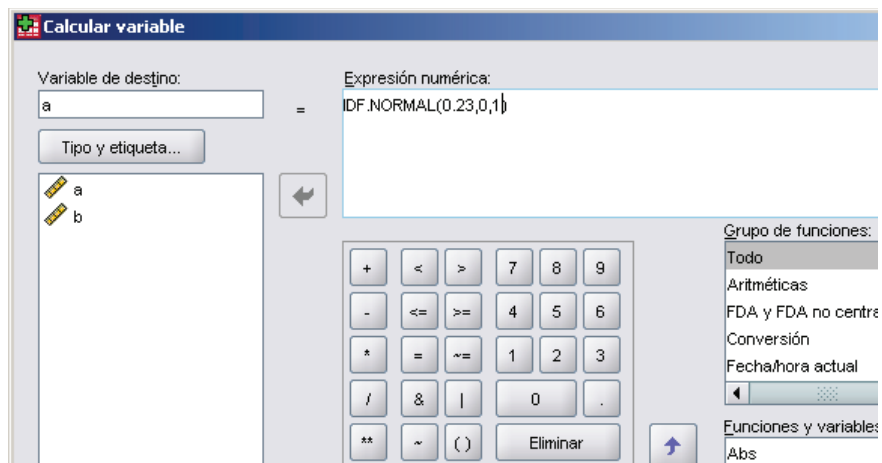 Calcular variable
Variable de destino:
a
=
Expresión numérica:
IDF.NORMAL(0.23,0,1)
Tipo y etiqueta...
a
b
+ < > 7 8 9
- <= >= 4 5 6
* = ~= 1 2 3
/ & | 0 .
** ~ ( ) Eliminar
Grupo de funciones:
Todo
Aritméticas
FDA y FDA no centra
Conversión
Fecha/hora actual
Funciones y variables
Abs